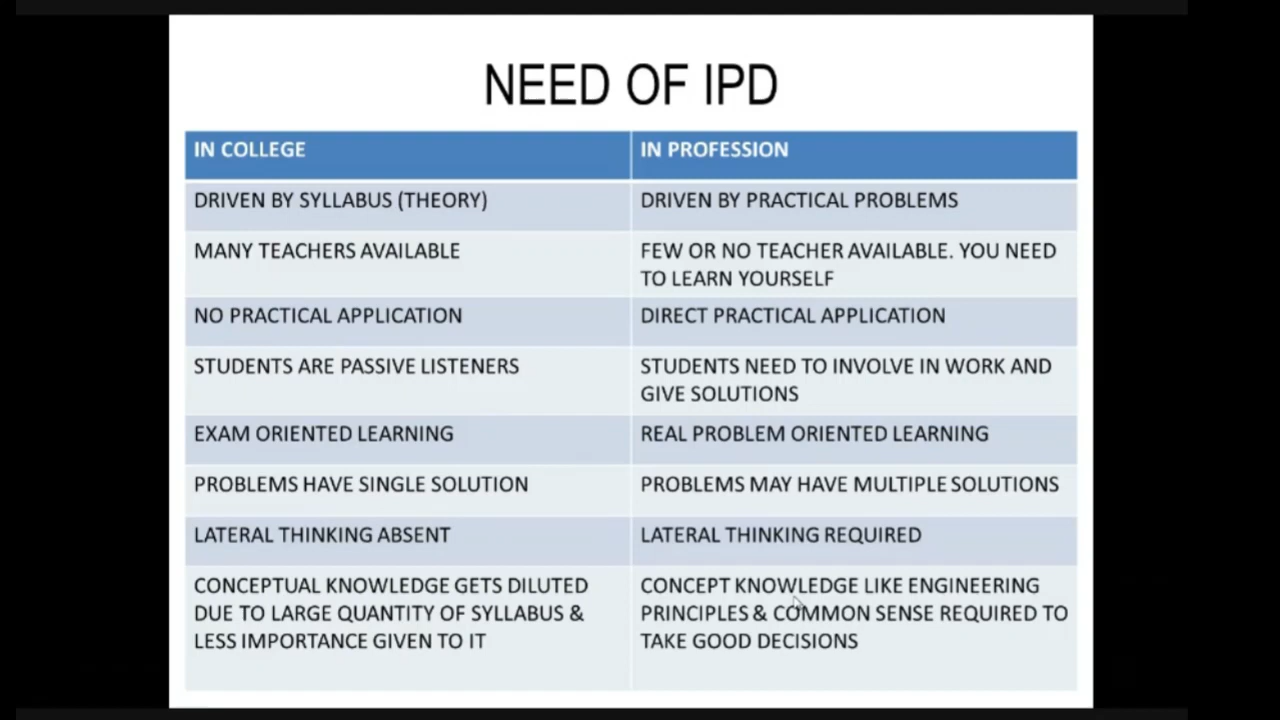 NEED OF IPD
IN COLLEGE
IN PROFESSION
DRIVEN BY SYLLABUS (THEORY)
DRIVEN BY PRACTICAL PROBLEMS
MANY TEACHERS AVAILABLE
FEW OR NO TEACHER AVAILABLE. YOU NEED
TO LEARN YOURSELF
NO PRACTICAL APPLICATION
DIRECT PRACTICAL APPLICATION
STUDENTS ARE PASSIVE LISTENERS
STUDENTS NEED TO INVOLVE IN WORK AND
GIVE SOLUTIONS
EXAM ORIENTED LEARNING
REAL PROBLEM ORIENTED LEARNING
PROBLEMS HAVE SINGLE SOLUTION
PROBLEMS MAY HAVE MULTIPLE SOLUTIONS
LATERAL THINKING ABSENT
LATERAL THINKING REQUIRED
CONCEPTUAL KNOWLEDGE GETS DILUTED
DUE TO LARGE QUANTITY OF SYLLABUS &
LESS IMPORTANCE GIVEN TO IT
CONCEPT KNOWLEDGE LIKE ENGINEERING
PRINCIPLES & COMMON SENSE REQUIRED TO
TAKE GOOD DECISIONS